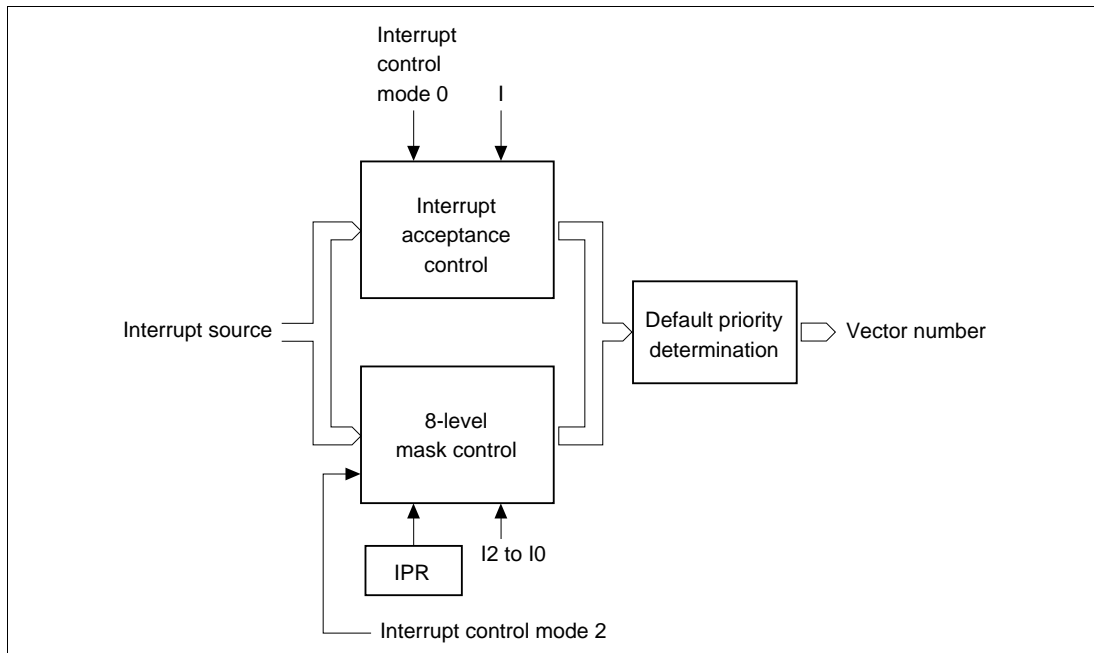 Interrupt
control
mode 0
I
Interrupt
acceptance
control
Interrupt source
Default priority
determination
Vector number
8-level
mask control
IPR
I2 to I0
Interrupt control mode 2